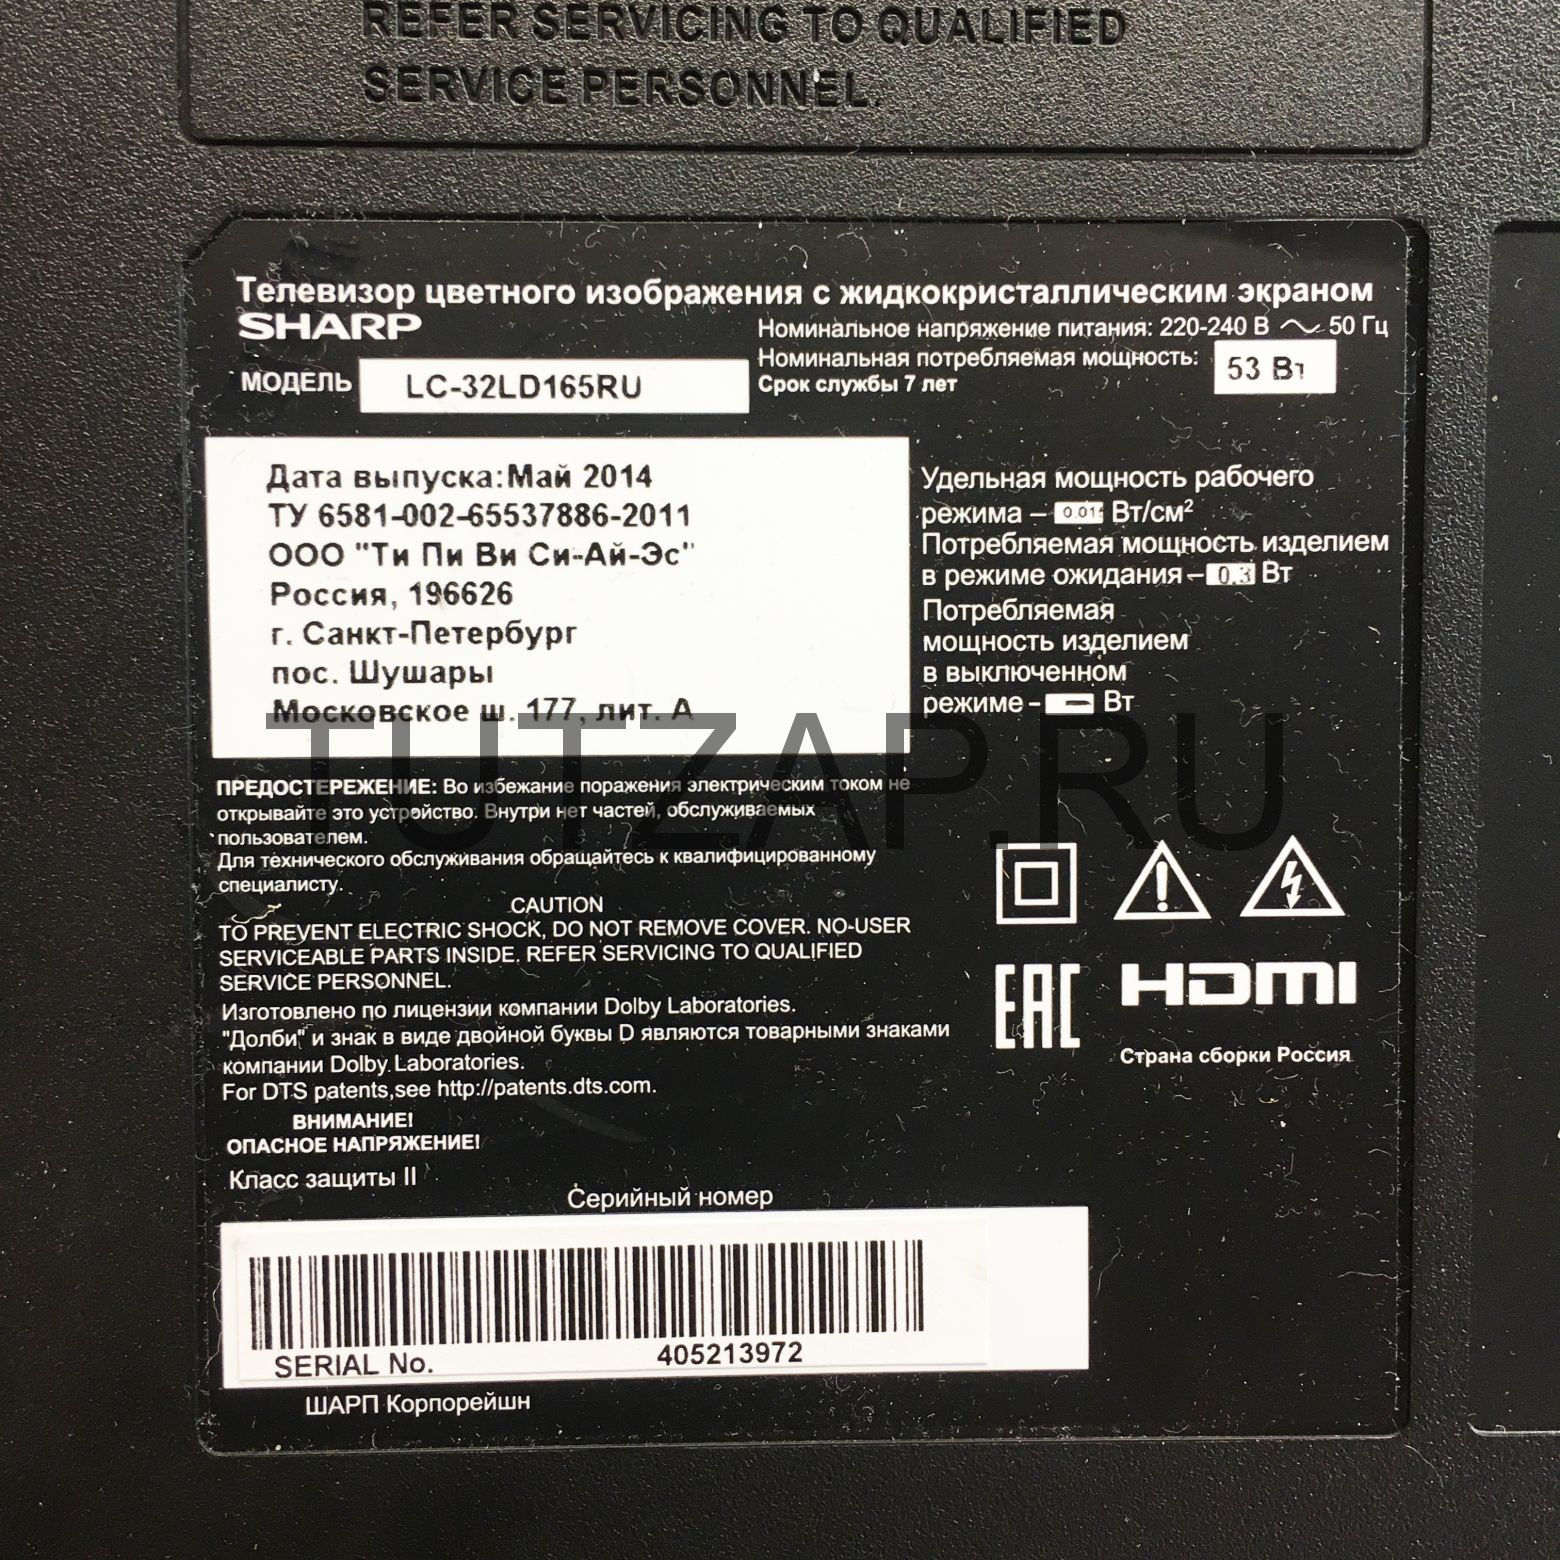 REFER SERVICING TO QUALIFIED
SERVICE PERSONNEL.
Телевизор цветного изображения с жидкокристаллическим экраном
SHARP
МОДЕЛЬ LC-32LD165RU
Номинальное напряжение питания: 220-240 В ~ 50 Гц
Номинальная потребляемая мощность: 53 Вт
Срок службы 7 лет
Дата выпуска:Май 2014
ТУ 6581-002-65537886-2011
ООО "Ти Пи Ви Си-Ай-Эс"
Россия, 196626
г. Санкт-Петербург
пос. Шушары
Московское ш. 177, лит. А
Удельная мощность рабочего
режима – Вт/см²
Потребляемая мощность изделием
в режиме ожидания – 0.3 Вт
Потребляемая
мощность изделием
в выключенном
режиме - – Вт
TUTZAP.RU
ПРЕДОСТЕРЕЖЕНИЕ: Во избежание поражения электрическим током не
открывайте это устройство. Внутри нет частей, обслуживаемых
пользователем.
Для технического обслуживания обращайтесь к квалифицированному
специалисту.
CAUTION
TO PREVENT ELECTRIC SHOCK, DO NOT REMOVE COVER. NO-USER
SERVICEABLE PARTS INSIDE. REFER SERVICING TO QUALIFIED
SERVICE PERSONNEL.
Изготовлено по лицензии компании Dolby Laboratories.
"Долби" и знак в виде двойной буквы D являются товарными знаками
компании Dolby Laboratories.
For DTS patents,see http://patents.dts.com.
ВНИМАНИЕ!
ОПАСНОЕ НАПРЯЖЕНИЕ!
Класс защиты II
EAC
HDMI
Страна сборки Россия
Серийный номер
SERIAL No. 405213972
ШАРП Корпорейшн